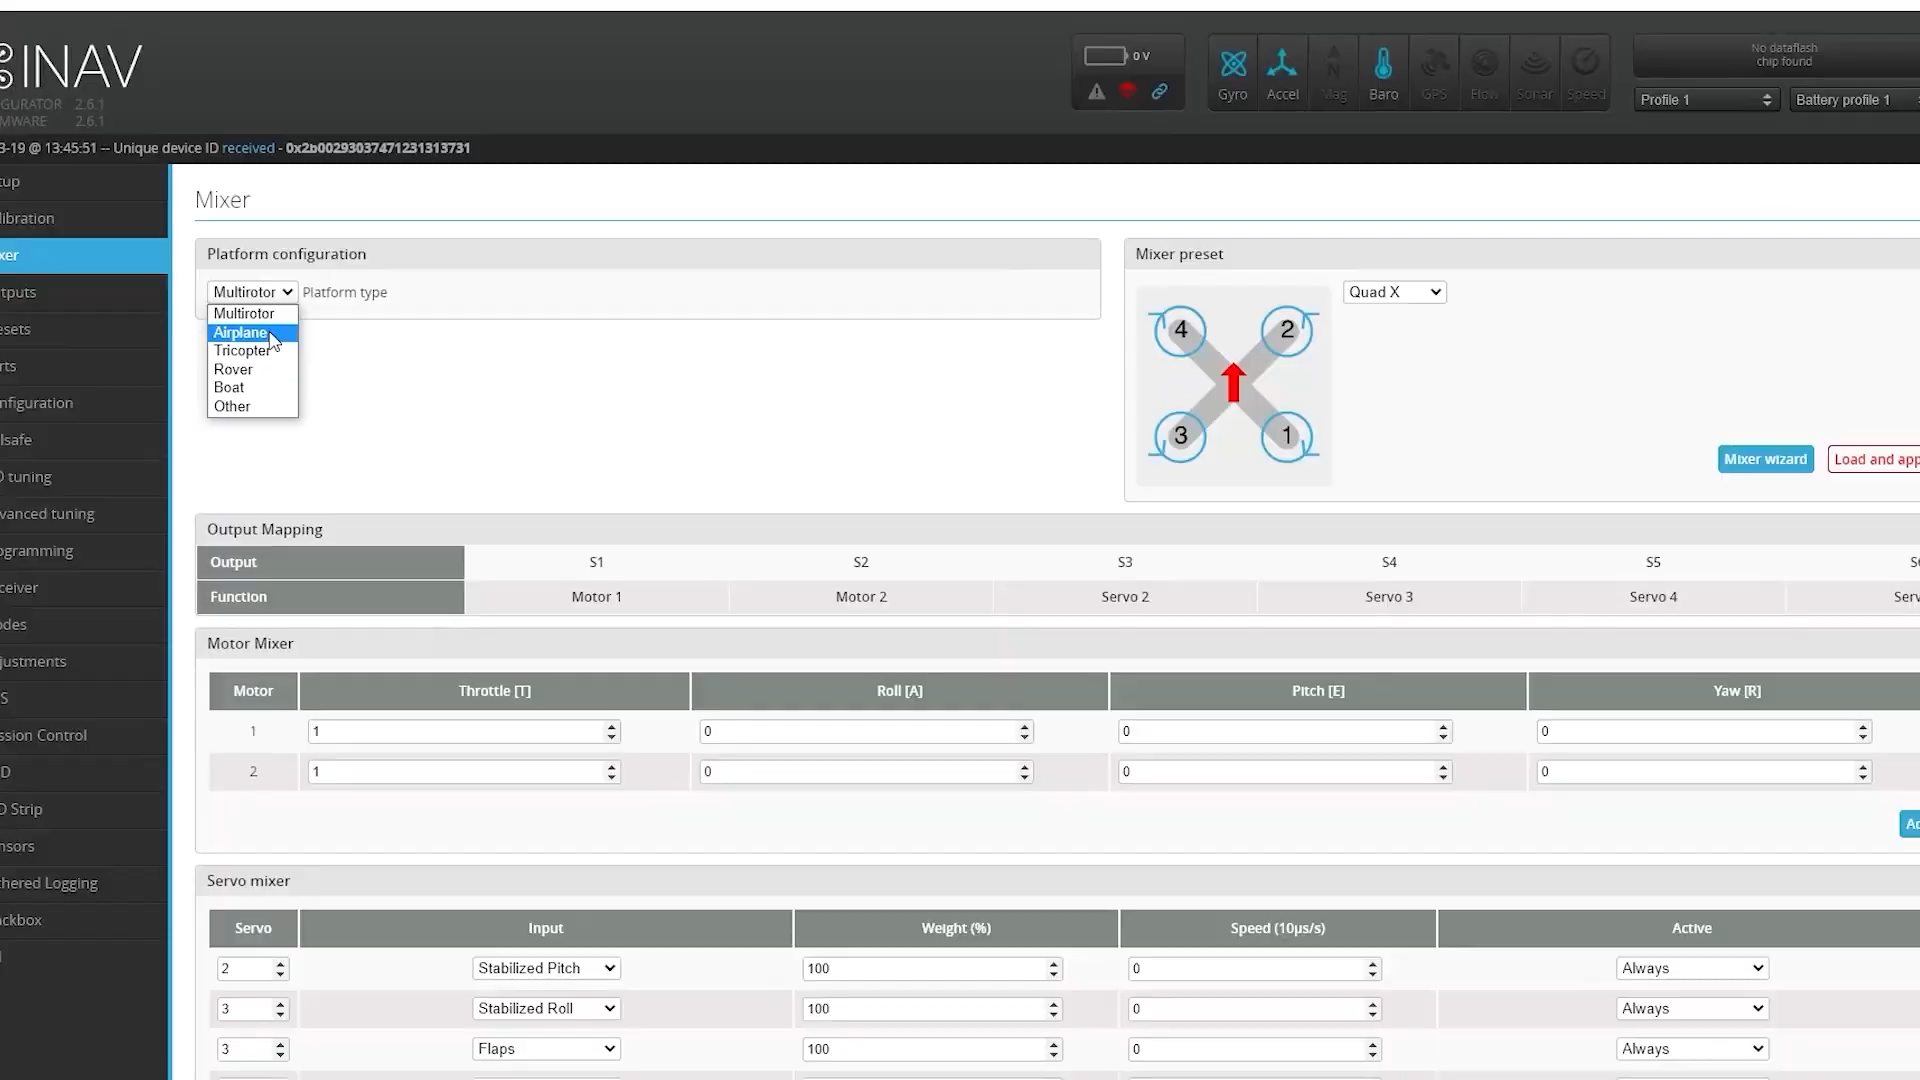 INAV
GURATOR 2.6.1
MWARE 2.6.1
0 V
Gyro
Accel
Mag
Baro
GPS
Flow
Sonar
Speed
No dataflash
chip found
Profile 1
Battery profile 1
3-19 @ 13:45:51 -- Unique device ID received - 0x2b00293037471231313731
tup
libration
xer
tputs
esets
rts
nfiguration
ilsafe
D tuning
vanced tuning
ogramming
ceiver
odes
justments
S
ssion Control
D
D Strip
nsors
thered Logging
ackbox
Mixer
Platform configuration
Multirotor Platform type
Multirotor
Airplane
Tricopter
Rover
Boat
Other
Mixer preset
Quad X
4 2
3 1
Mixer wizard
Load and app
Output Mapping
Output S1 S2 S3 S4 S5 S
Function Motor 1 Motor 2 Servo 2 Servo 3 Servo 4 Serv
Motor Mixer
Motor Throttle [T] Roll [A] Pitch [E] Yaw [R]
1 1 0 0 0
2 1 0 0 0
Servo mixer
Servo Input Weight (%) Speed (10µs/s) Active
2 Stabilized Pitch 100 0 Always
3 Stabilized Roll 100 0 Always
3 Flaps 100 0 Always